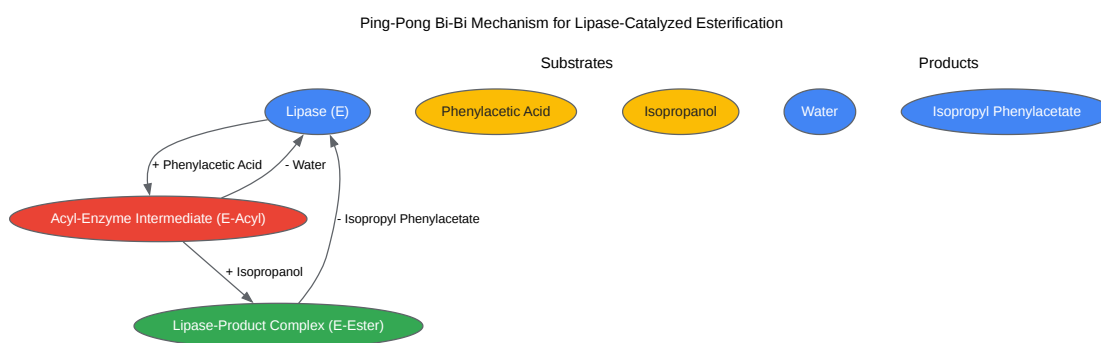 Ping-Pong Bi-Bi Mechanism for Lipase-Catalyzed Esterification
Substrates
Products
Lipase (E)
Phenylacetic Acid
Isopropanol
Water
Isopropyl Phenylacetate
+ Phenylacetic Acid
- Water
Acyl-Enzyme Intermediate (E-Acyl)
- Isopropyl Phenylacetate
+ Isopropanol
Lipase-Product Complex (E-Ester)